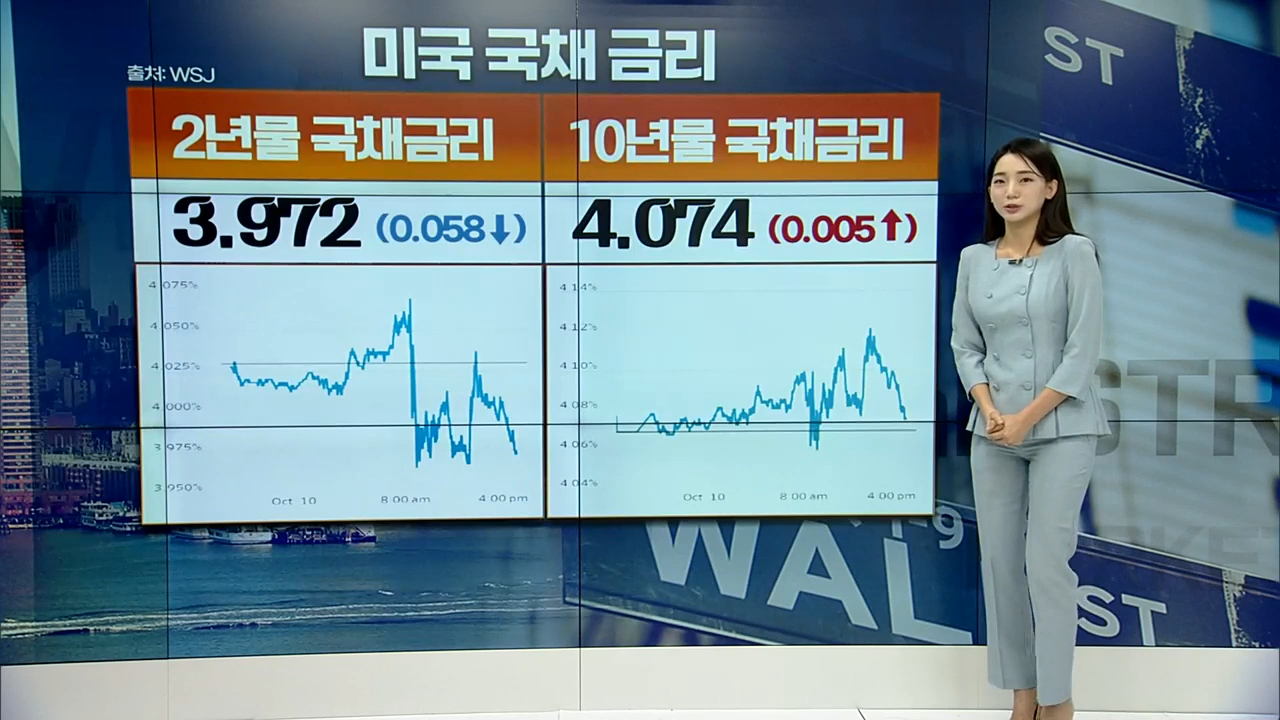 미국 국채 금리
출처: WSJ
2년물 국채금리
10년물 국채금리
3.972 (0.058↓)
4.074 (0.005↑)
4.075%
4.050%
4.025%
4.000%
3.975%
3.950%
Oct 10
8:00 am
4:00 pm
4.14%
4.12%
4.10%
4.08%
4.06%
4.04%
Oct 10
8:00 am
4:00 pm
ST
STR
WALL
ST